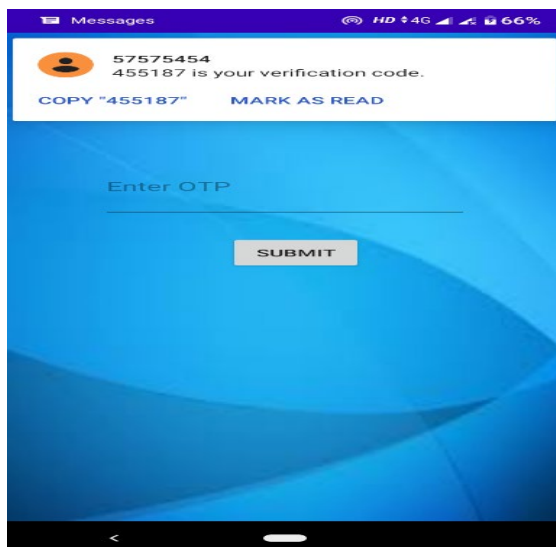 Messages HD 4G 66%
57575454
455187 is your verification code.
COPY "455187" MARK AS READ
Enter OTP
SUBMIT